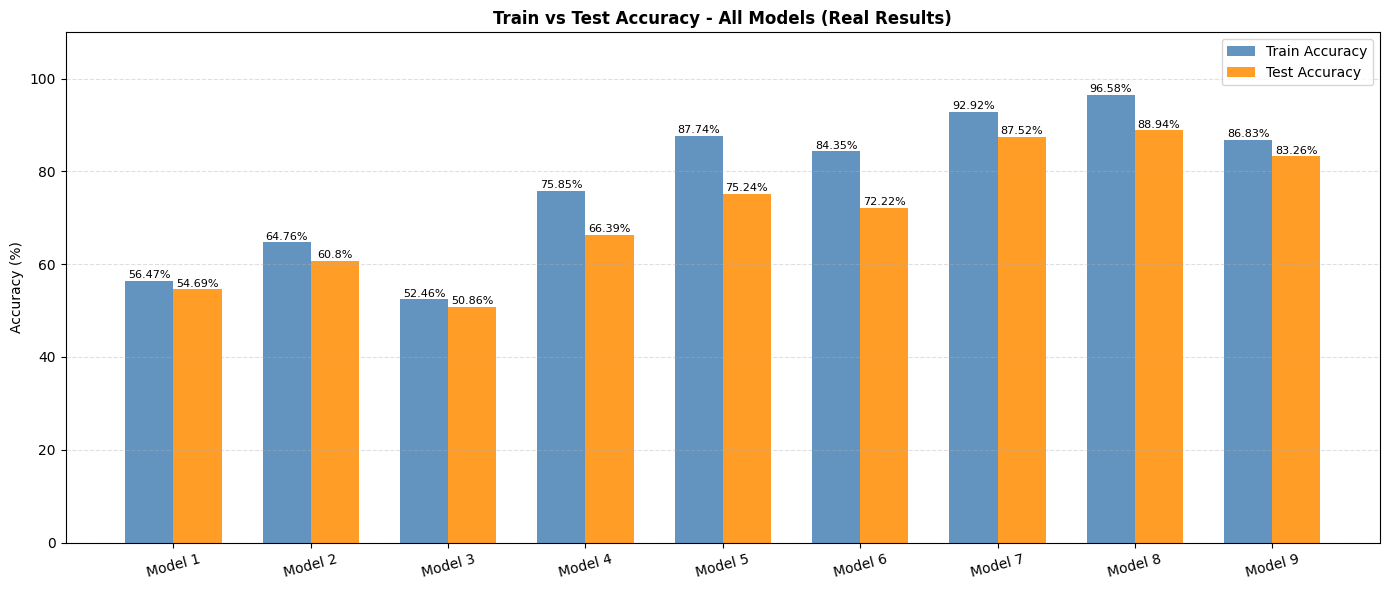 Train vs Test Accuracy - All Models (Real Results)
Train Accuracy
Test Accuracy
Accuracy (%)
100
80
60
40
20
0
56.47%
54.69%
64.76%
60.8%
52.46%
50.86%
75.85%
66.39%
87.74%
75.24%
84.35%
72.22%
92.92%
87.52%
96.58%
88.94%
86.83%
83.26%
Model 1
Model 2
Model 3
Model 4
Model 5
Model 6
Model 7
Model 8
Model 9